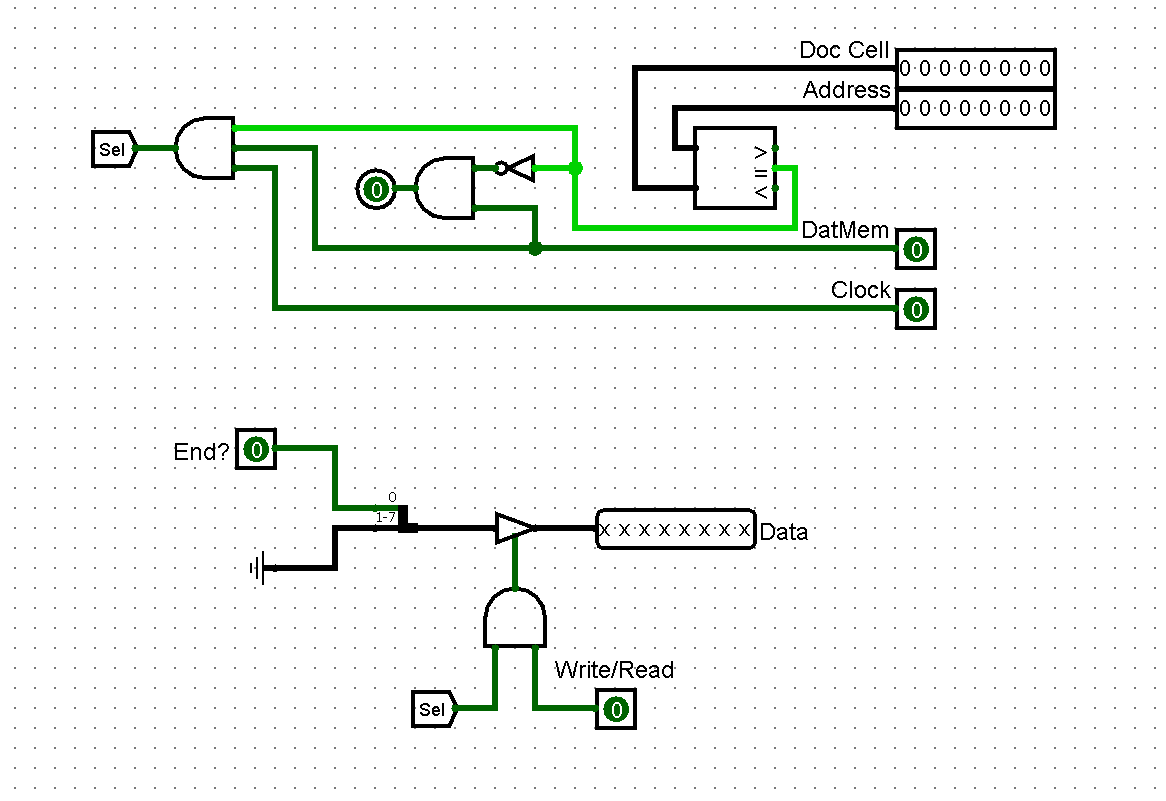 Doc Cell 0 0 0 0 0 0 0 0
Address 0 0 0 0 0 0 0 0
Sel
>
=
<
0
DatMem 0
Clock 0
End? 0
0
1-7
x x x x x x x x Data
Write/Read
Sel
0